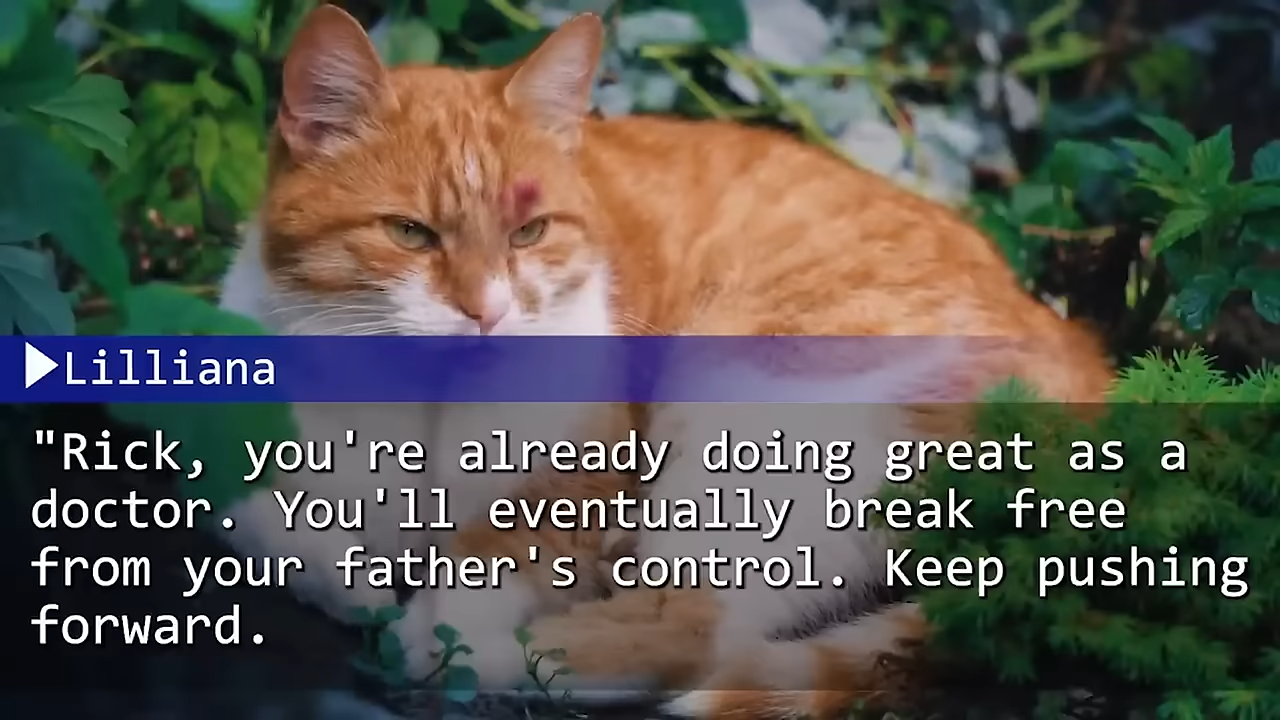 Lilliana
"Rick, you're already doing great as a
doctor. You'll eventually break free
from your father's control. Keep pushing
forward.